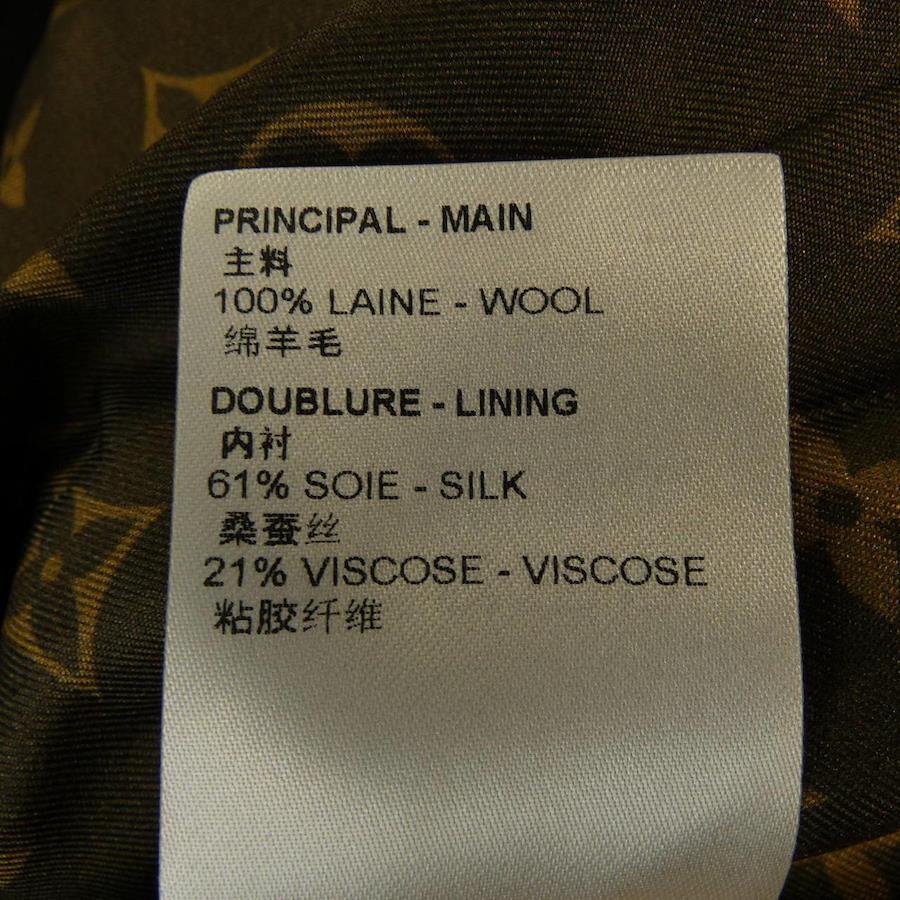 PRINCIPAL - MAIN
主料
100% LAINE - WOOL
绵羊毛
DOUBLURE - LINING
内衬
61% SOIE - SILK
桑蚕丝
21% VISCOSE - VISCOSE
粘胶纤维